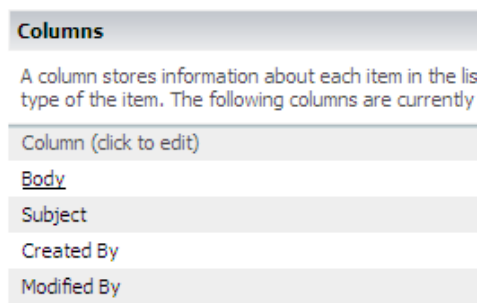 Columns
A column stores information about each item in the lis
type of the item. The following columns are currently
Column (click to edit)
Body
Subject
Created By
Modified By